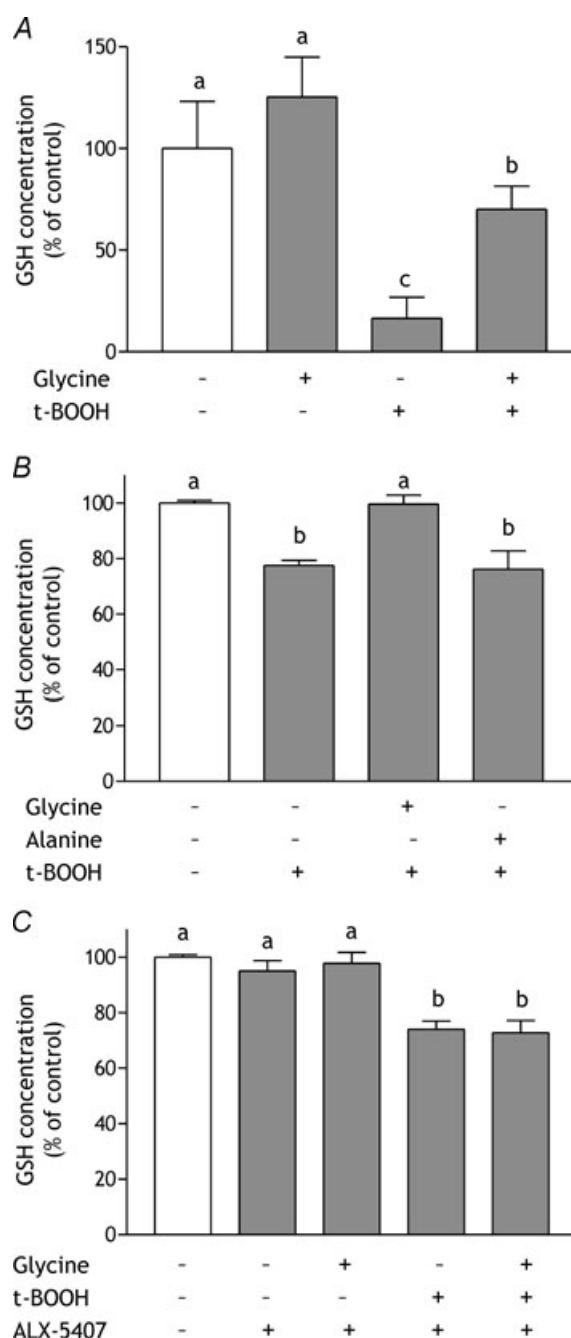 A
150
100
50
0
GSH concentration
(% of control)
a
a
c
b
Glycine - + - +
t-BOOH - - + +
B
100
80
60
40
20
0
GSH concentration
(% of control)
a
b
a
b
Glycine - - + -
Alanine - - - +
t-BOOH - + + +
C
100
80
60
40
20
0
GSH concentration
(% of control)
a
a
a
b
b
Glycine - - + - +
t-BOOH - - - + +
ALX-5407 - + + + +